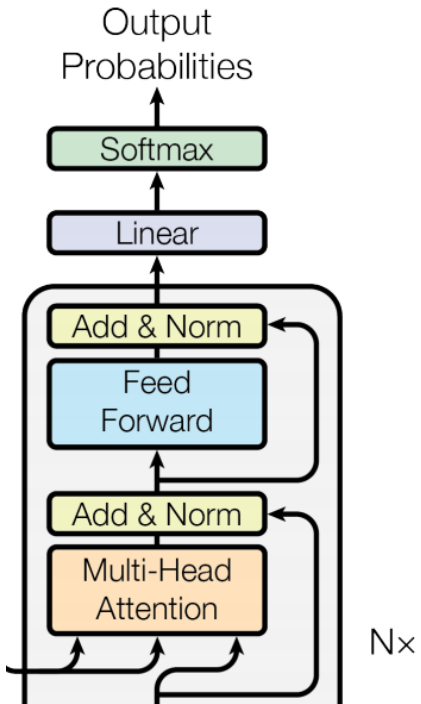 Output
Probabilities
Softmax
Linear
Add & Norm
Feed
Forward
Add & Norm
Multi-Head
Attention
N×